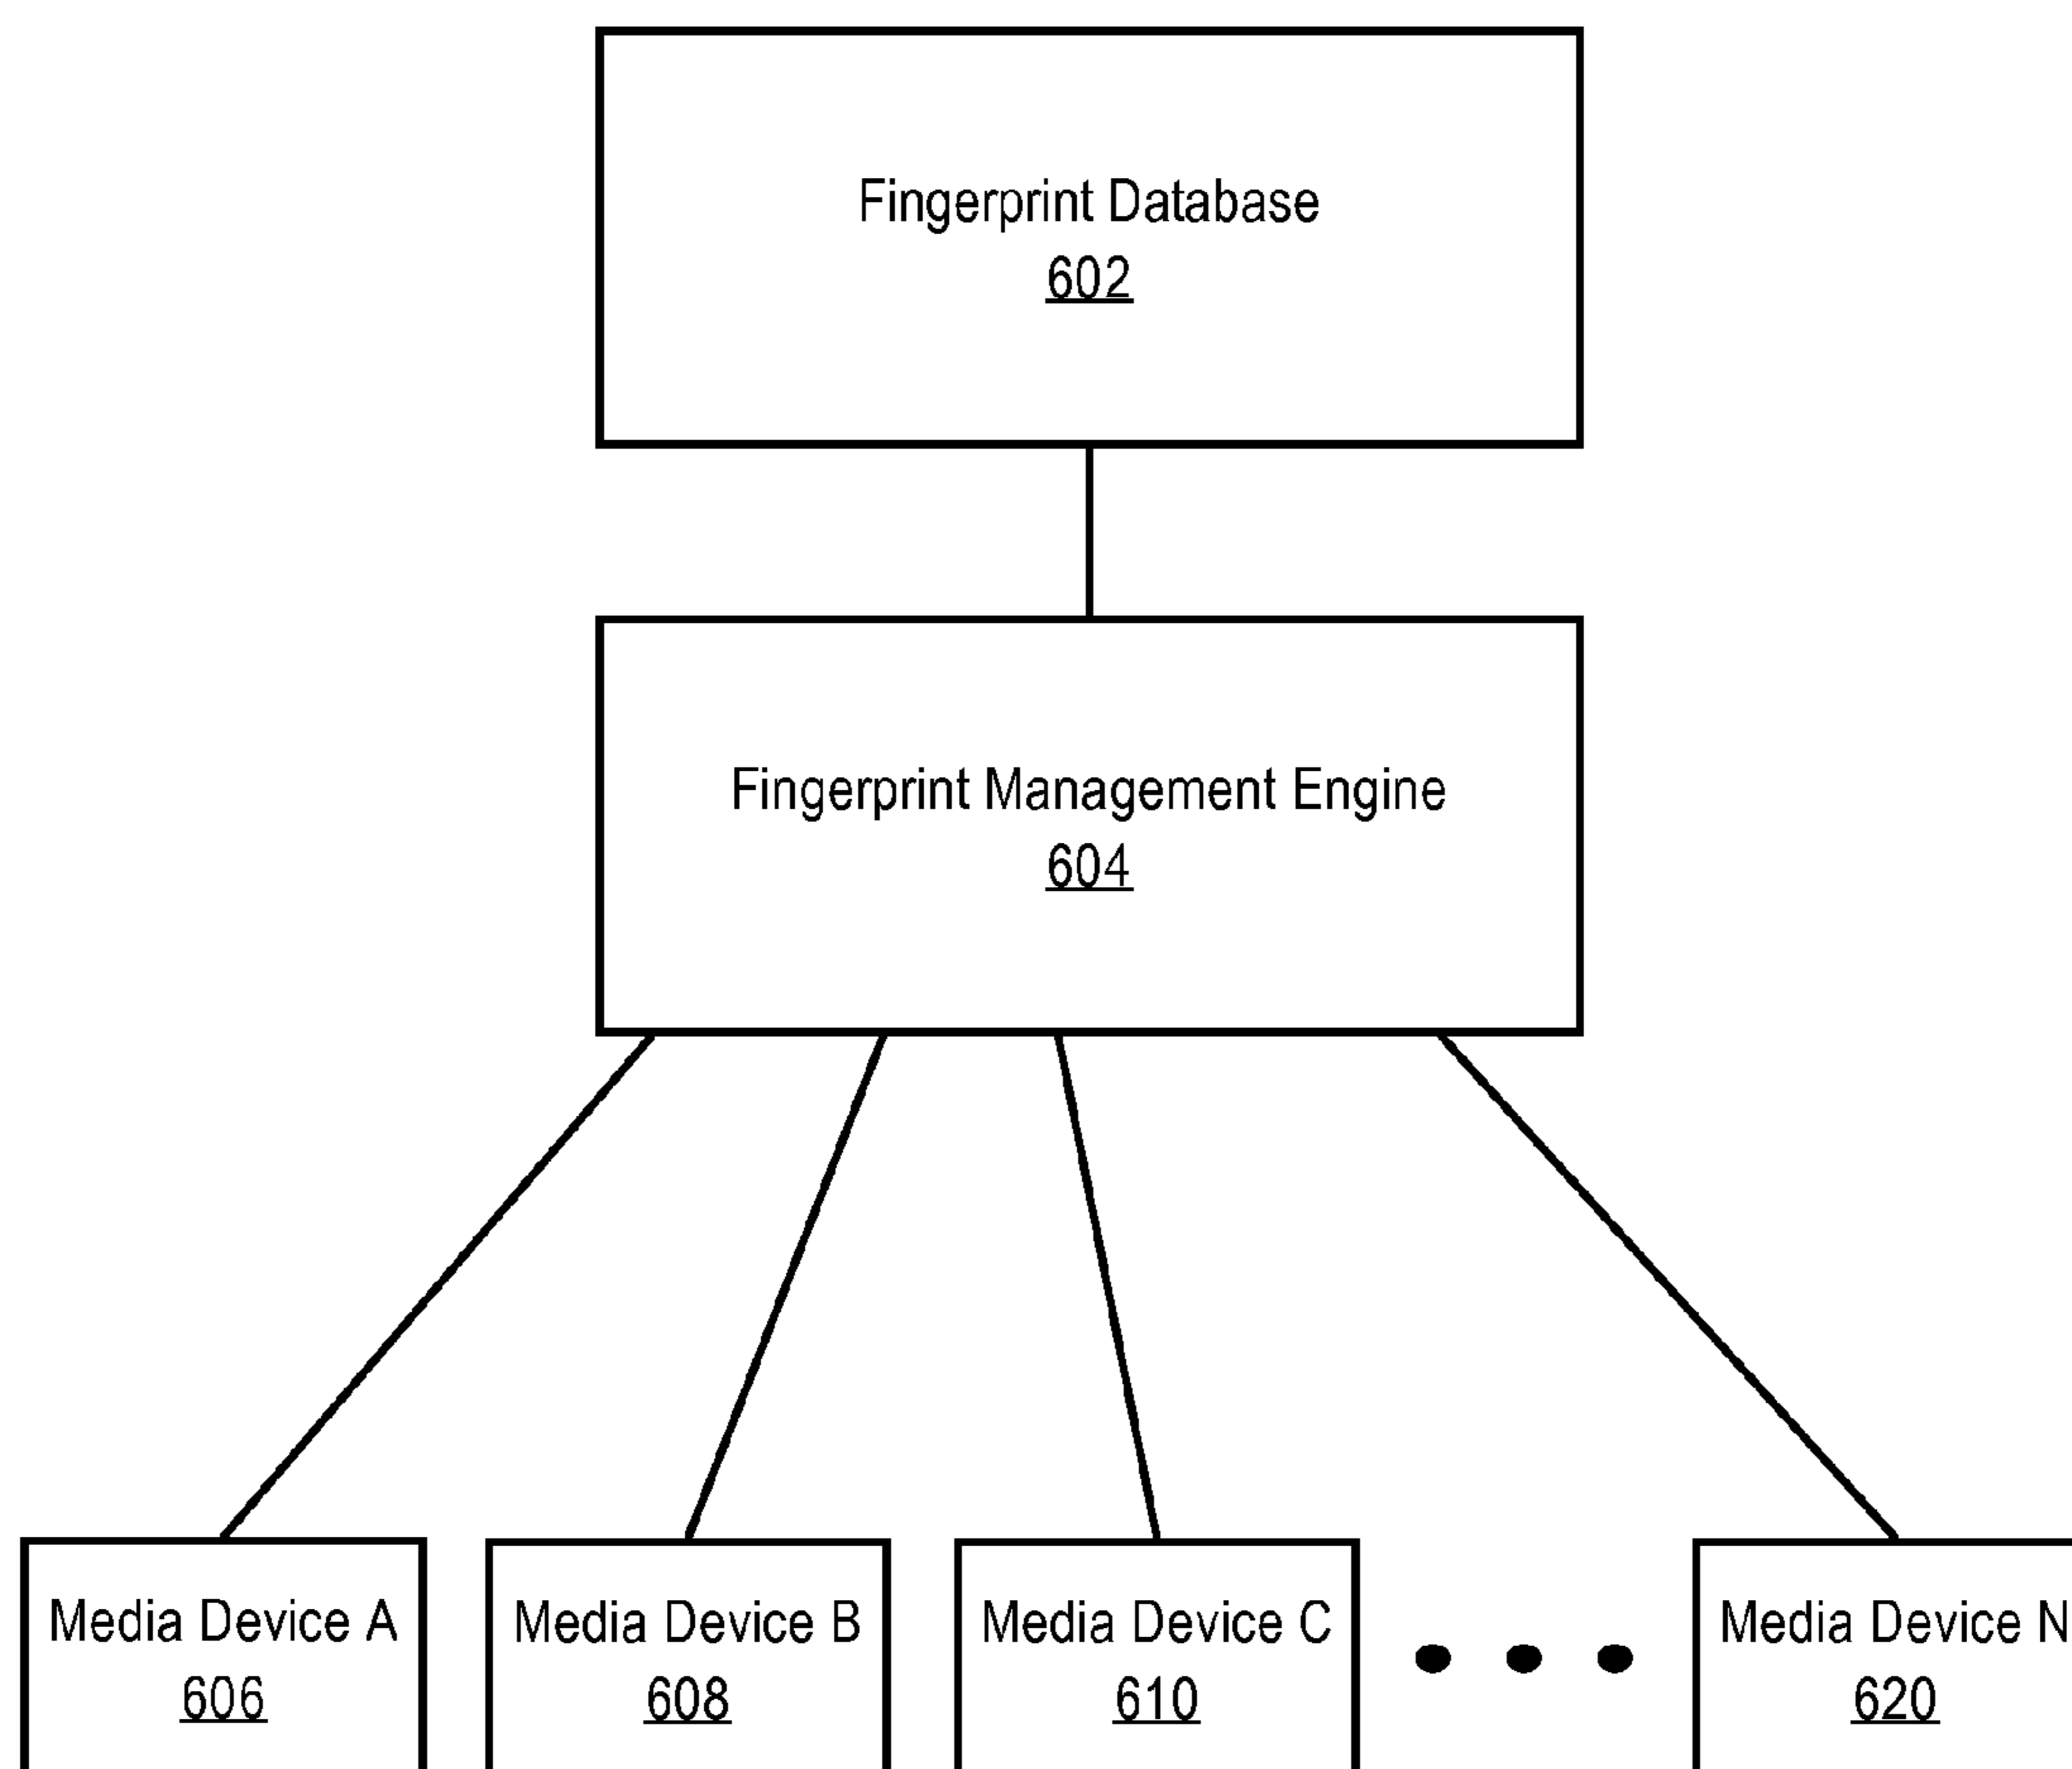 Fingerprint Database
602
Fingerprint Management Engine
604
Media Device A
606
Media Device B
608
Media Device C
610
Media Device N
620